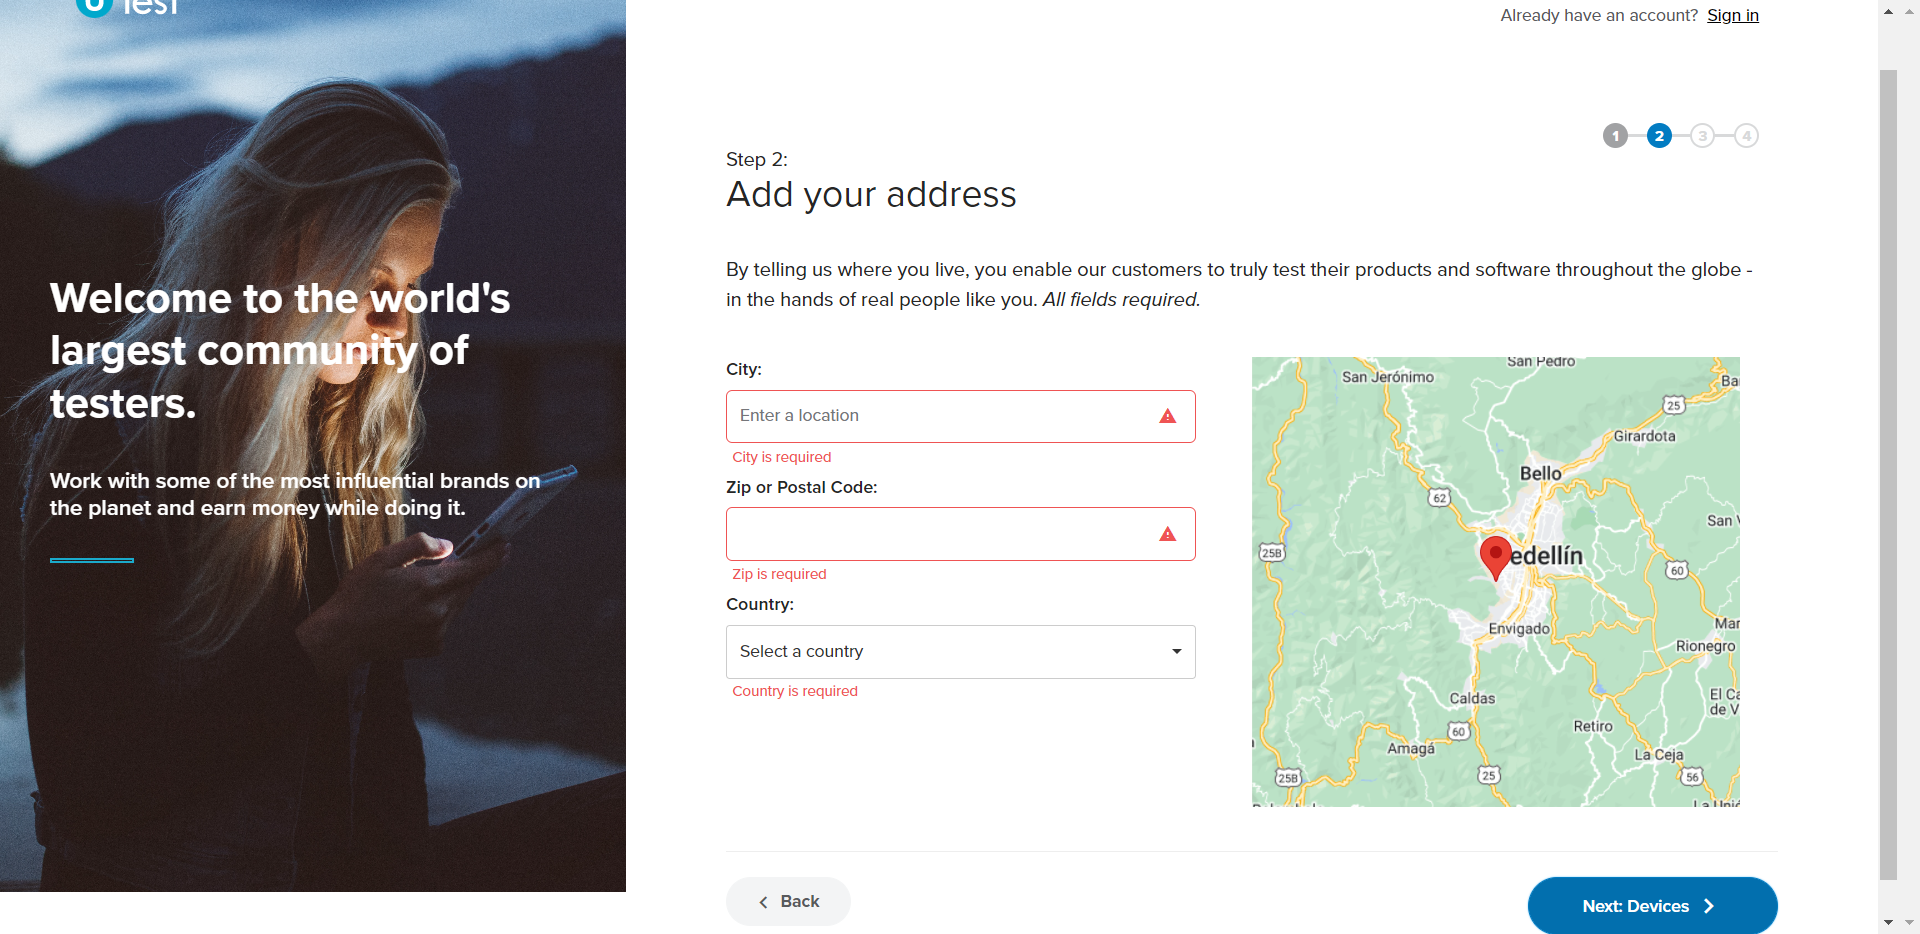 Test
Already have an account? Sign in
1
2
3
4
Step 2:
Add your address
By telling us where you live, you enable our customers to truly test their products and software throughout the globe -
in the hands of real people like you. All fields required.
Welcome to the world's
largest community of
testers.
Work with some of the most influential brands on
the planet and earn money while doing it.
City:
Enter a location
City is required
Zip or Postal Code:
Zip is required
Country:
Select a country
Country is required
San Pedro
San Jerónimo
25
Girardota
Bello
62
25B
edellín
60
Envigado
Rionegro
Caldas
El
de
Retiro
60
Amagá
La Ceja
25B
25
56
Back
Next: Devices